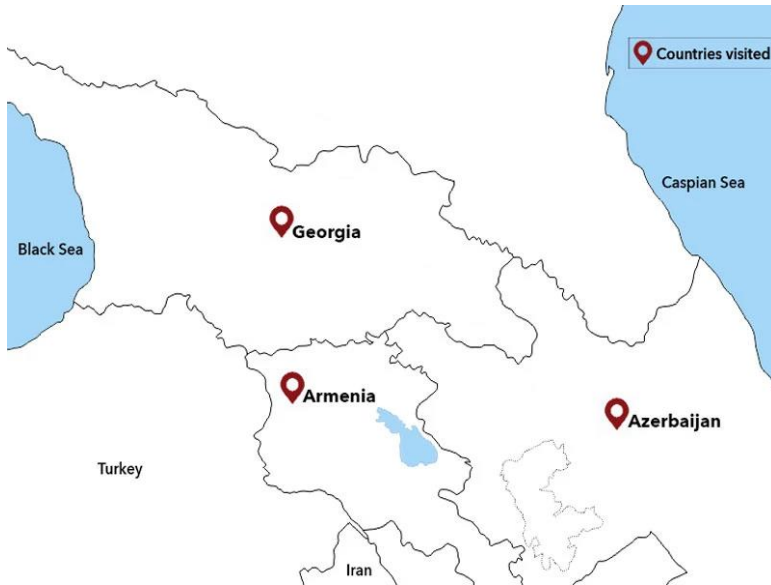 Countries visited
Caspian Sea
Georgia
Black Sea
Armenia
Azerbaijan
Turkey
Iran